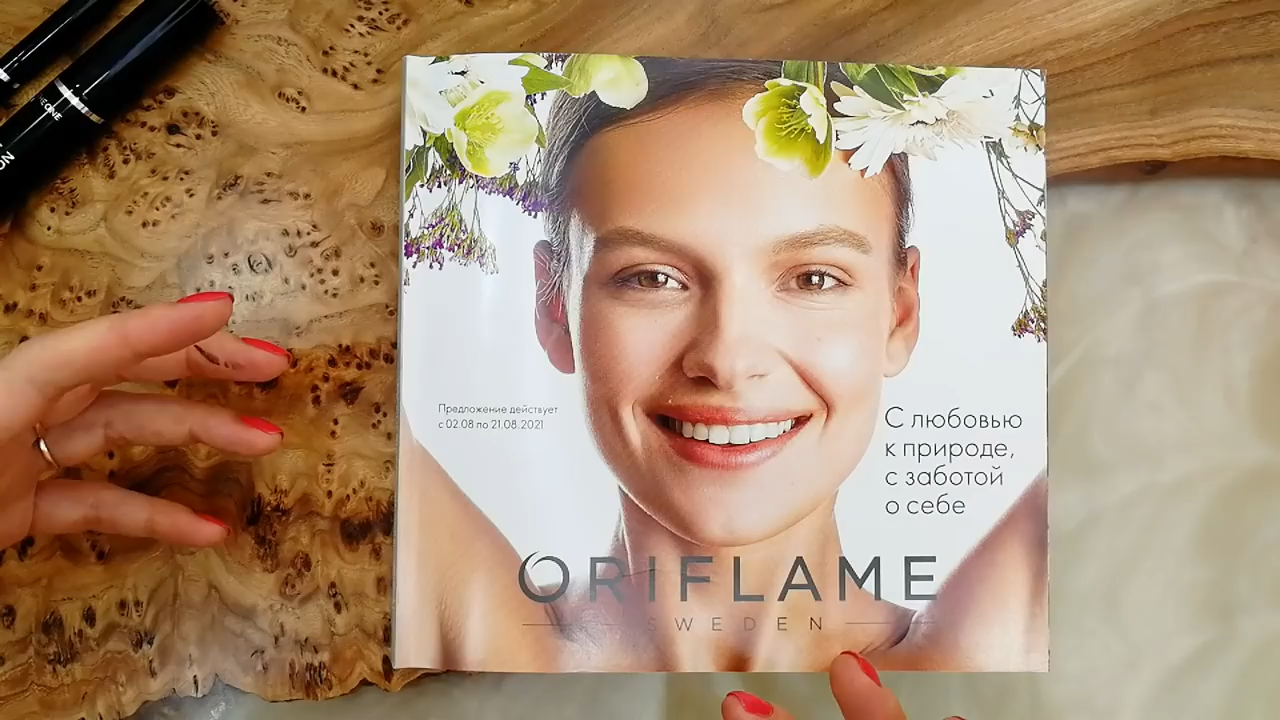 Предложение действует
с 02.08 по 21.08.2021
С любовью
к природе,
с заботой
о себе
ORIFLAME
SWEDEN